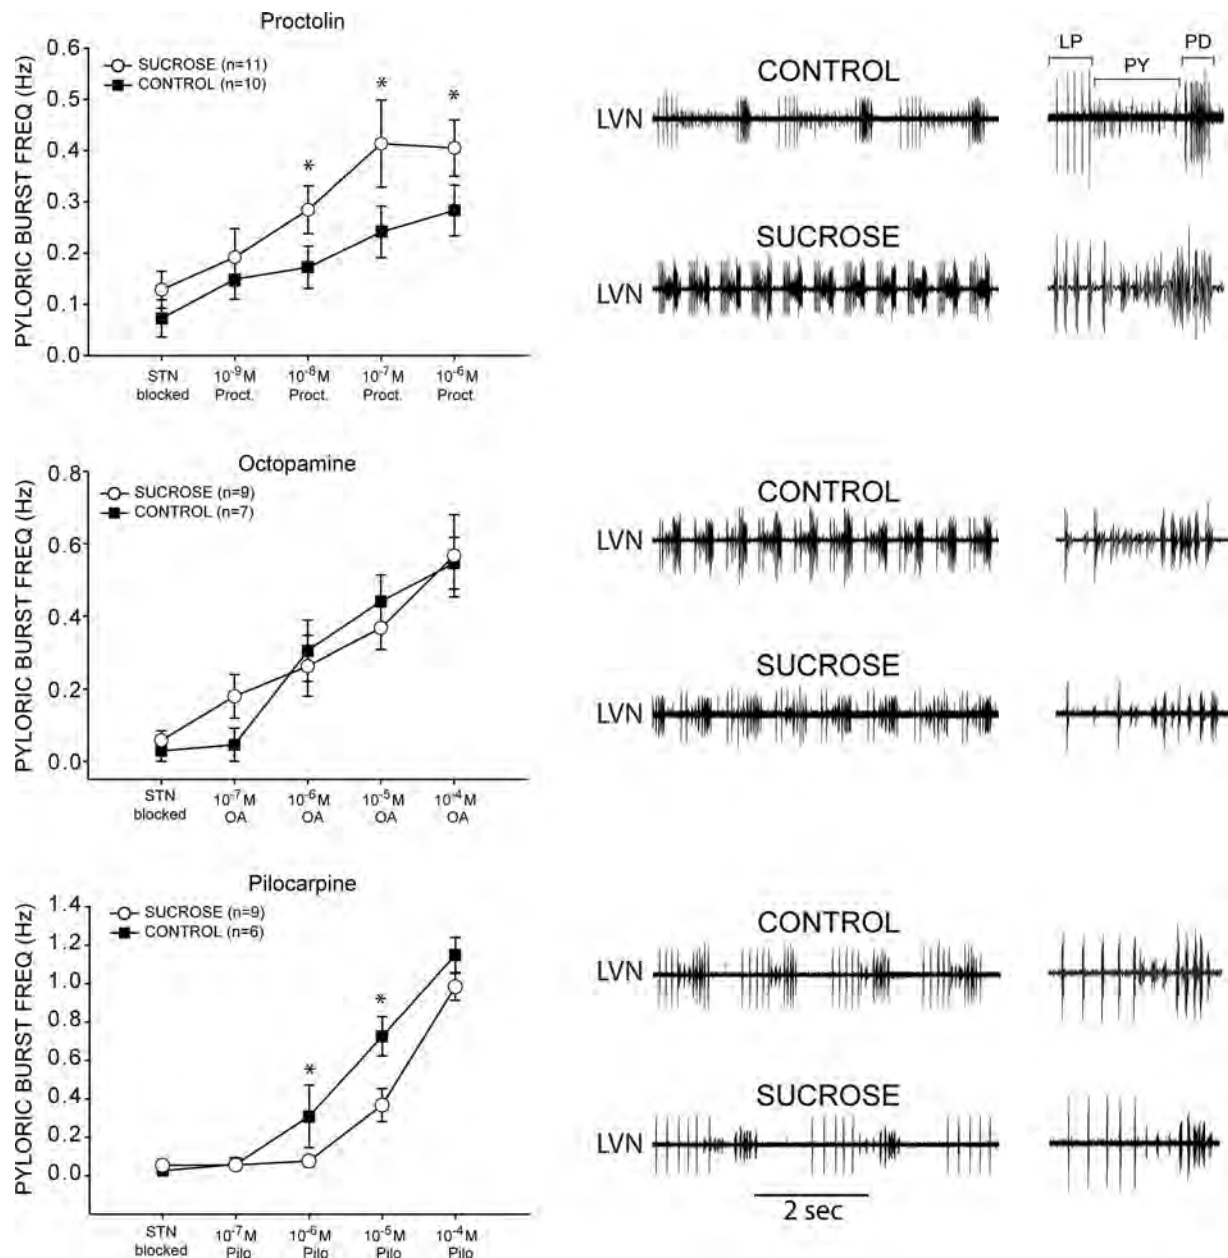 Proctolin
PYLORIC BURST FREQ (Hz)
0.6
0.5
0.4
0.3
0.2
0.1
0.0
SUCROSE (n=11)
CONTROL (n=10)
*
*
*
STN blocked
10⁻⁹M Proct.
10⁻⁸M Proct.
10⁻⁷M Proct.
10⁻⁶M Proct.
CONTROL
LVN
SUCROSE
LVN
LP
PY
PD
Octopamine
PYLORIC BURST FREQ (Hz)
0.8
0.6
0.4
0.2
0.0
SUCROSE (n=9)
CONTROL (n=7)
STN blocked
10⁻⁷M OA
10⁻⁶M OA
10⁻⁵M OA
10⁻⁴M OA
CONTROL
LVN
SUCROSE
LVN
Pilocarpine
PYLORIC BURST FREQ (Hz)
1.4
1.2
1.0
0.8
0.6
0.4
0.2
0.0
SUCROSE (n=9)
CONTROL (n=6)
*
*
STN blocked
10⁻⁷M Pilo
10⁻⁶M Pilo
10⁻⁵M Pilo
10⁻⁴M Pilo
CONTROL
LVN
SUCROSE
LVN
2 sec